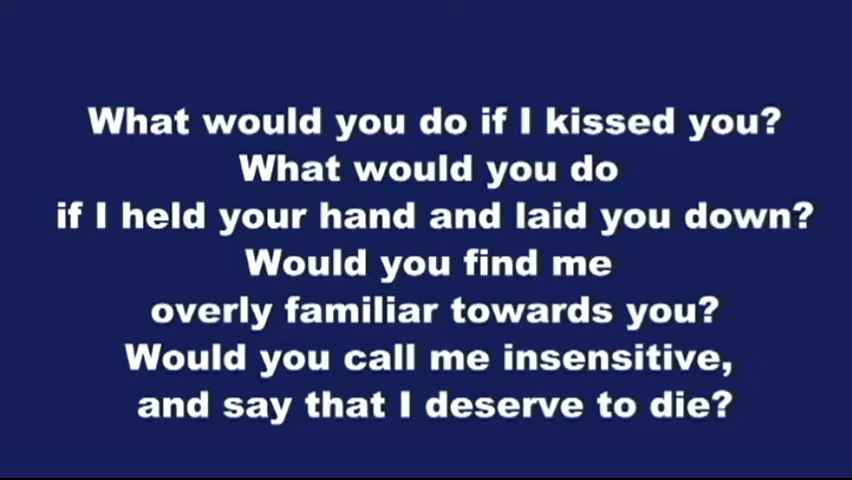 What would you do if I kissed you?
What would you do
if I held your hand and laid you down?
Would you find me
overly familiar towards you?
Would you call me insensitive,
and say that I deserve to die?